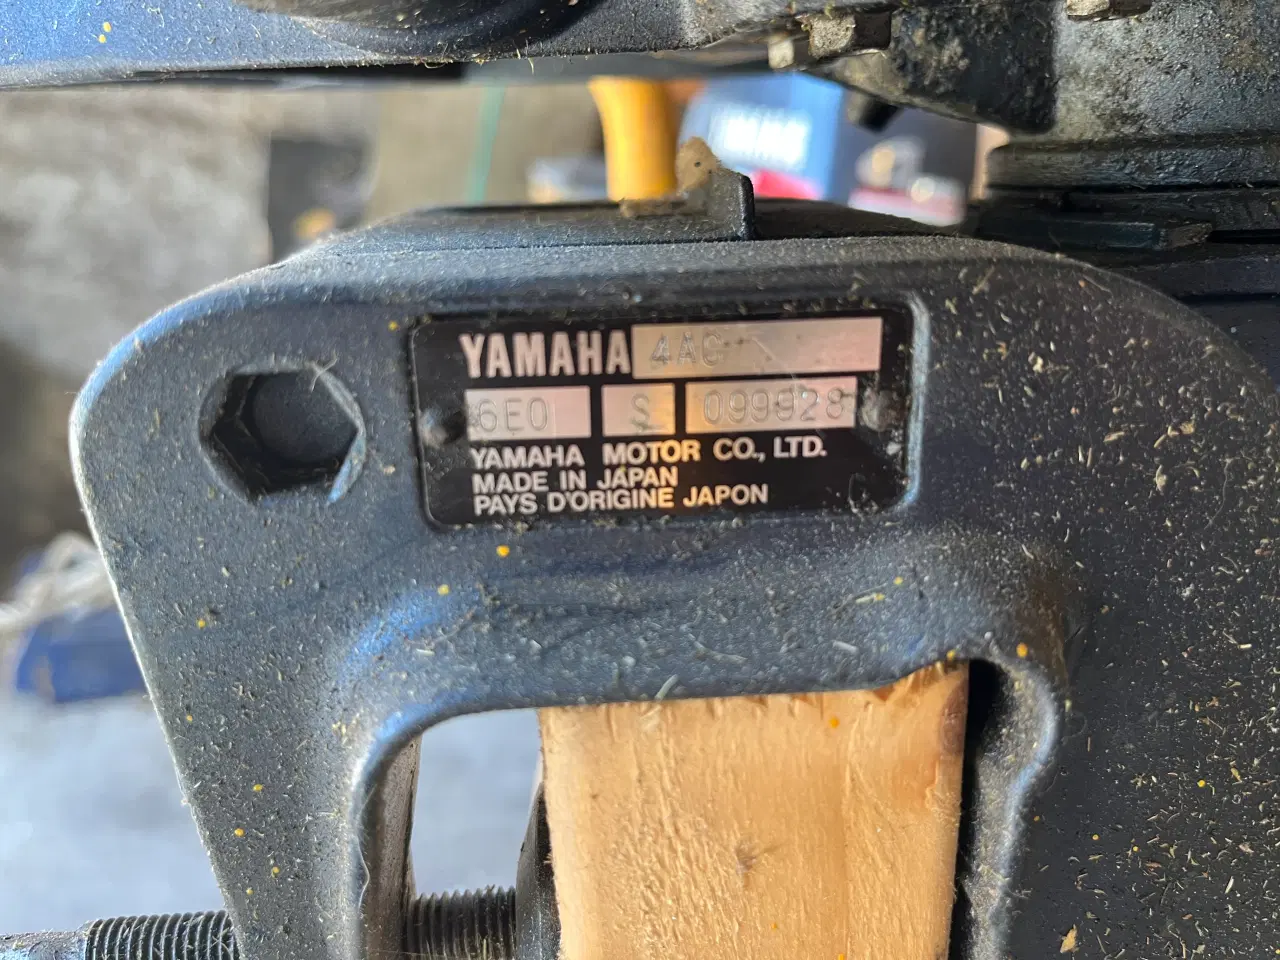 YAMAHA 4AC
6E0 S 099928
YAMAHA MOTOR CO., LTD.
MADE IN JAPAN
PAYS D'ORIGINE JAPON